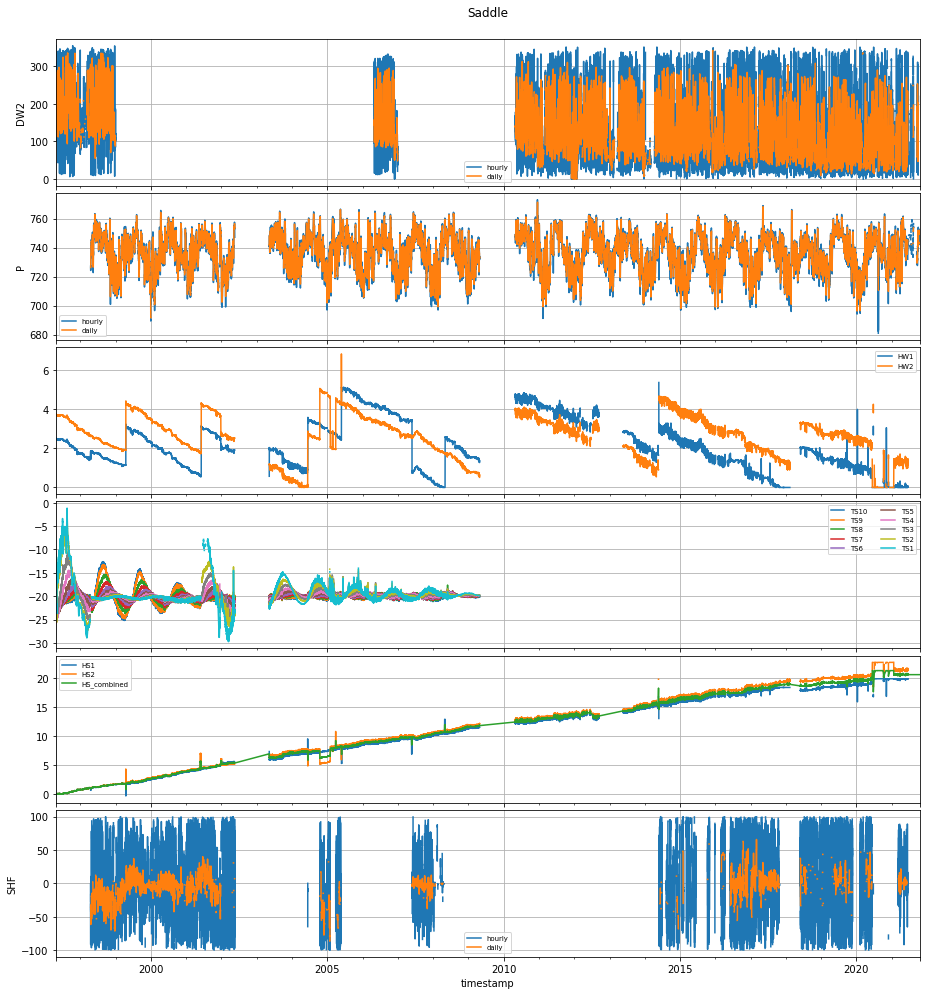 Saddle
DW2
300
200
100
0
hourly
daily
P
760
740
720
700
680
hourly
daily
6
4
2
0
HW1
HW2
0
−5
−10
−15
−20
−25
−30
TS10 TS5
TS9 TS4
TS8 TS3
TS7 TS2
TS6 TS1
20
15
10
5
0
HS1
HS2
HS_combined
SHF
100
50
0
−50
−100
hourly
daily
2000 2005 2010 2015 2020
timestamp